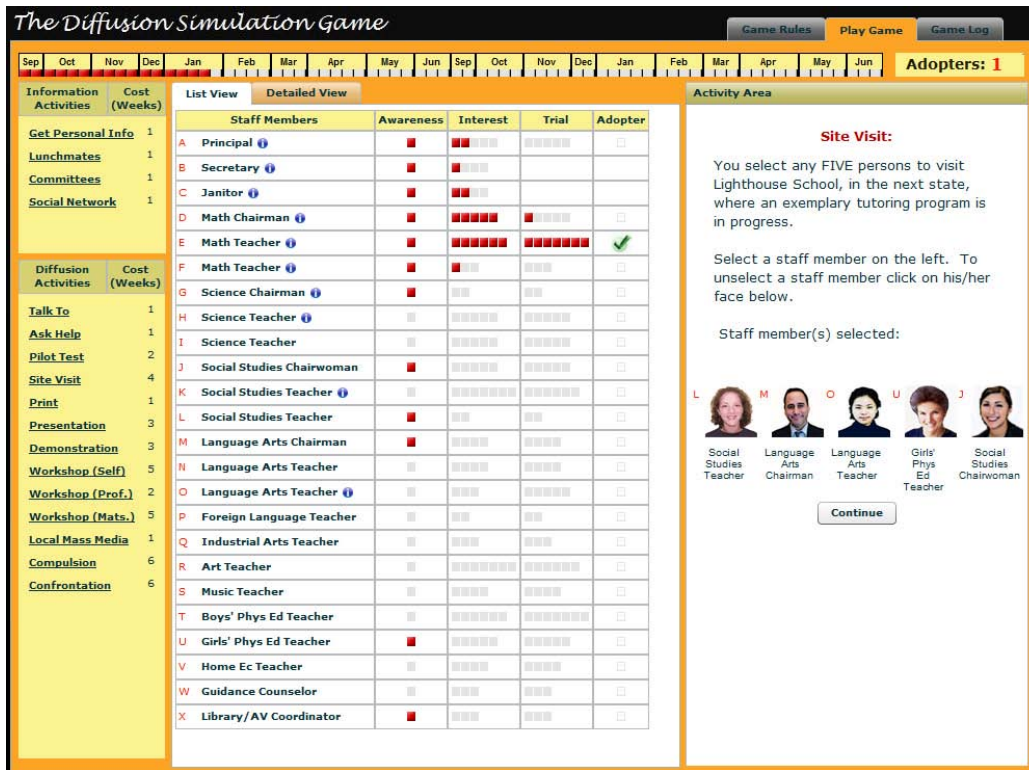 The Diffusion Simulation Game
Game Rules Play Game Game Log
Sep Oct Nov Dec Jan Feb Mar Apr May Jun Sep Oct Nov Dec Jan Feb Mar Apr May Jun
Adopters: 1
Information Activities Cost (Weeks)
Get Personal Info 1
Lunchmates 1
Committees 1
Social Network 1
Diffusion Activities Cost (Weeks)
Talk To 1
Ask Help 1
Pilot Test 2
Site Visit 4
Print 1
Presentation 3
Demonstration 3
Workshop (Self) 5
Workshop (Prof.) 2
Workshop (Mats.) 5
Local Mass Media 1
Compulsion 6
Confrontation 6
List View Detailed View
Staff Members Awareness Interest Trial Adopter
A Principal
B Secretary
C Janitor
D Math Chairman
E Math Teacher
F Math Teacher
G Science Chairman
H Science Teacher
I Science Teacher
J Social Studies Chairwoman
K Social Studies Teacher
L Social Studies Teacher
M Language Arts Chairman
N Language Arts Teacher
O Language Arts Teacher
P Foreign Language Teacher
Q Industrial Arts Teacher
R Art Teacher
S Music Teacher
T Boys' Phys Ed Teacher
U Girls' Phys Ed Teacher
V Home Ec Teacher
W Guidance Counselor
X Library/AV Coordinator
Activity Area
Site Visit:
You select any FIVE persons to visit
Lighthouse School, in the next state,
where an exemplary tutoring program is
in progress.
Select a staff member on the left. To
unselect a staff member click on his/her
face below.
Staff member(s) selected:
L M O U J
Social Studies Teacher
Language Arts Chairman
Language Arts Teacher
Girls' Phys Ed Teacher
Social Studies Chairwoman
Continue